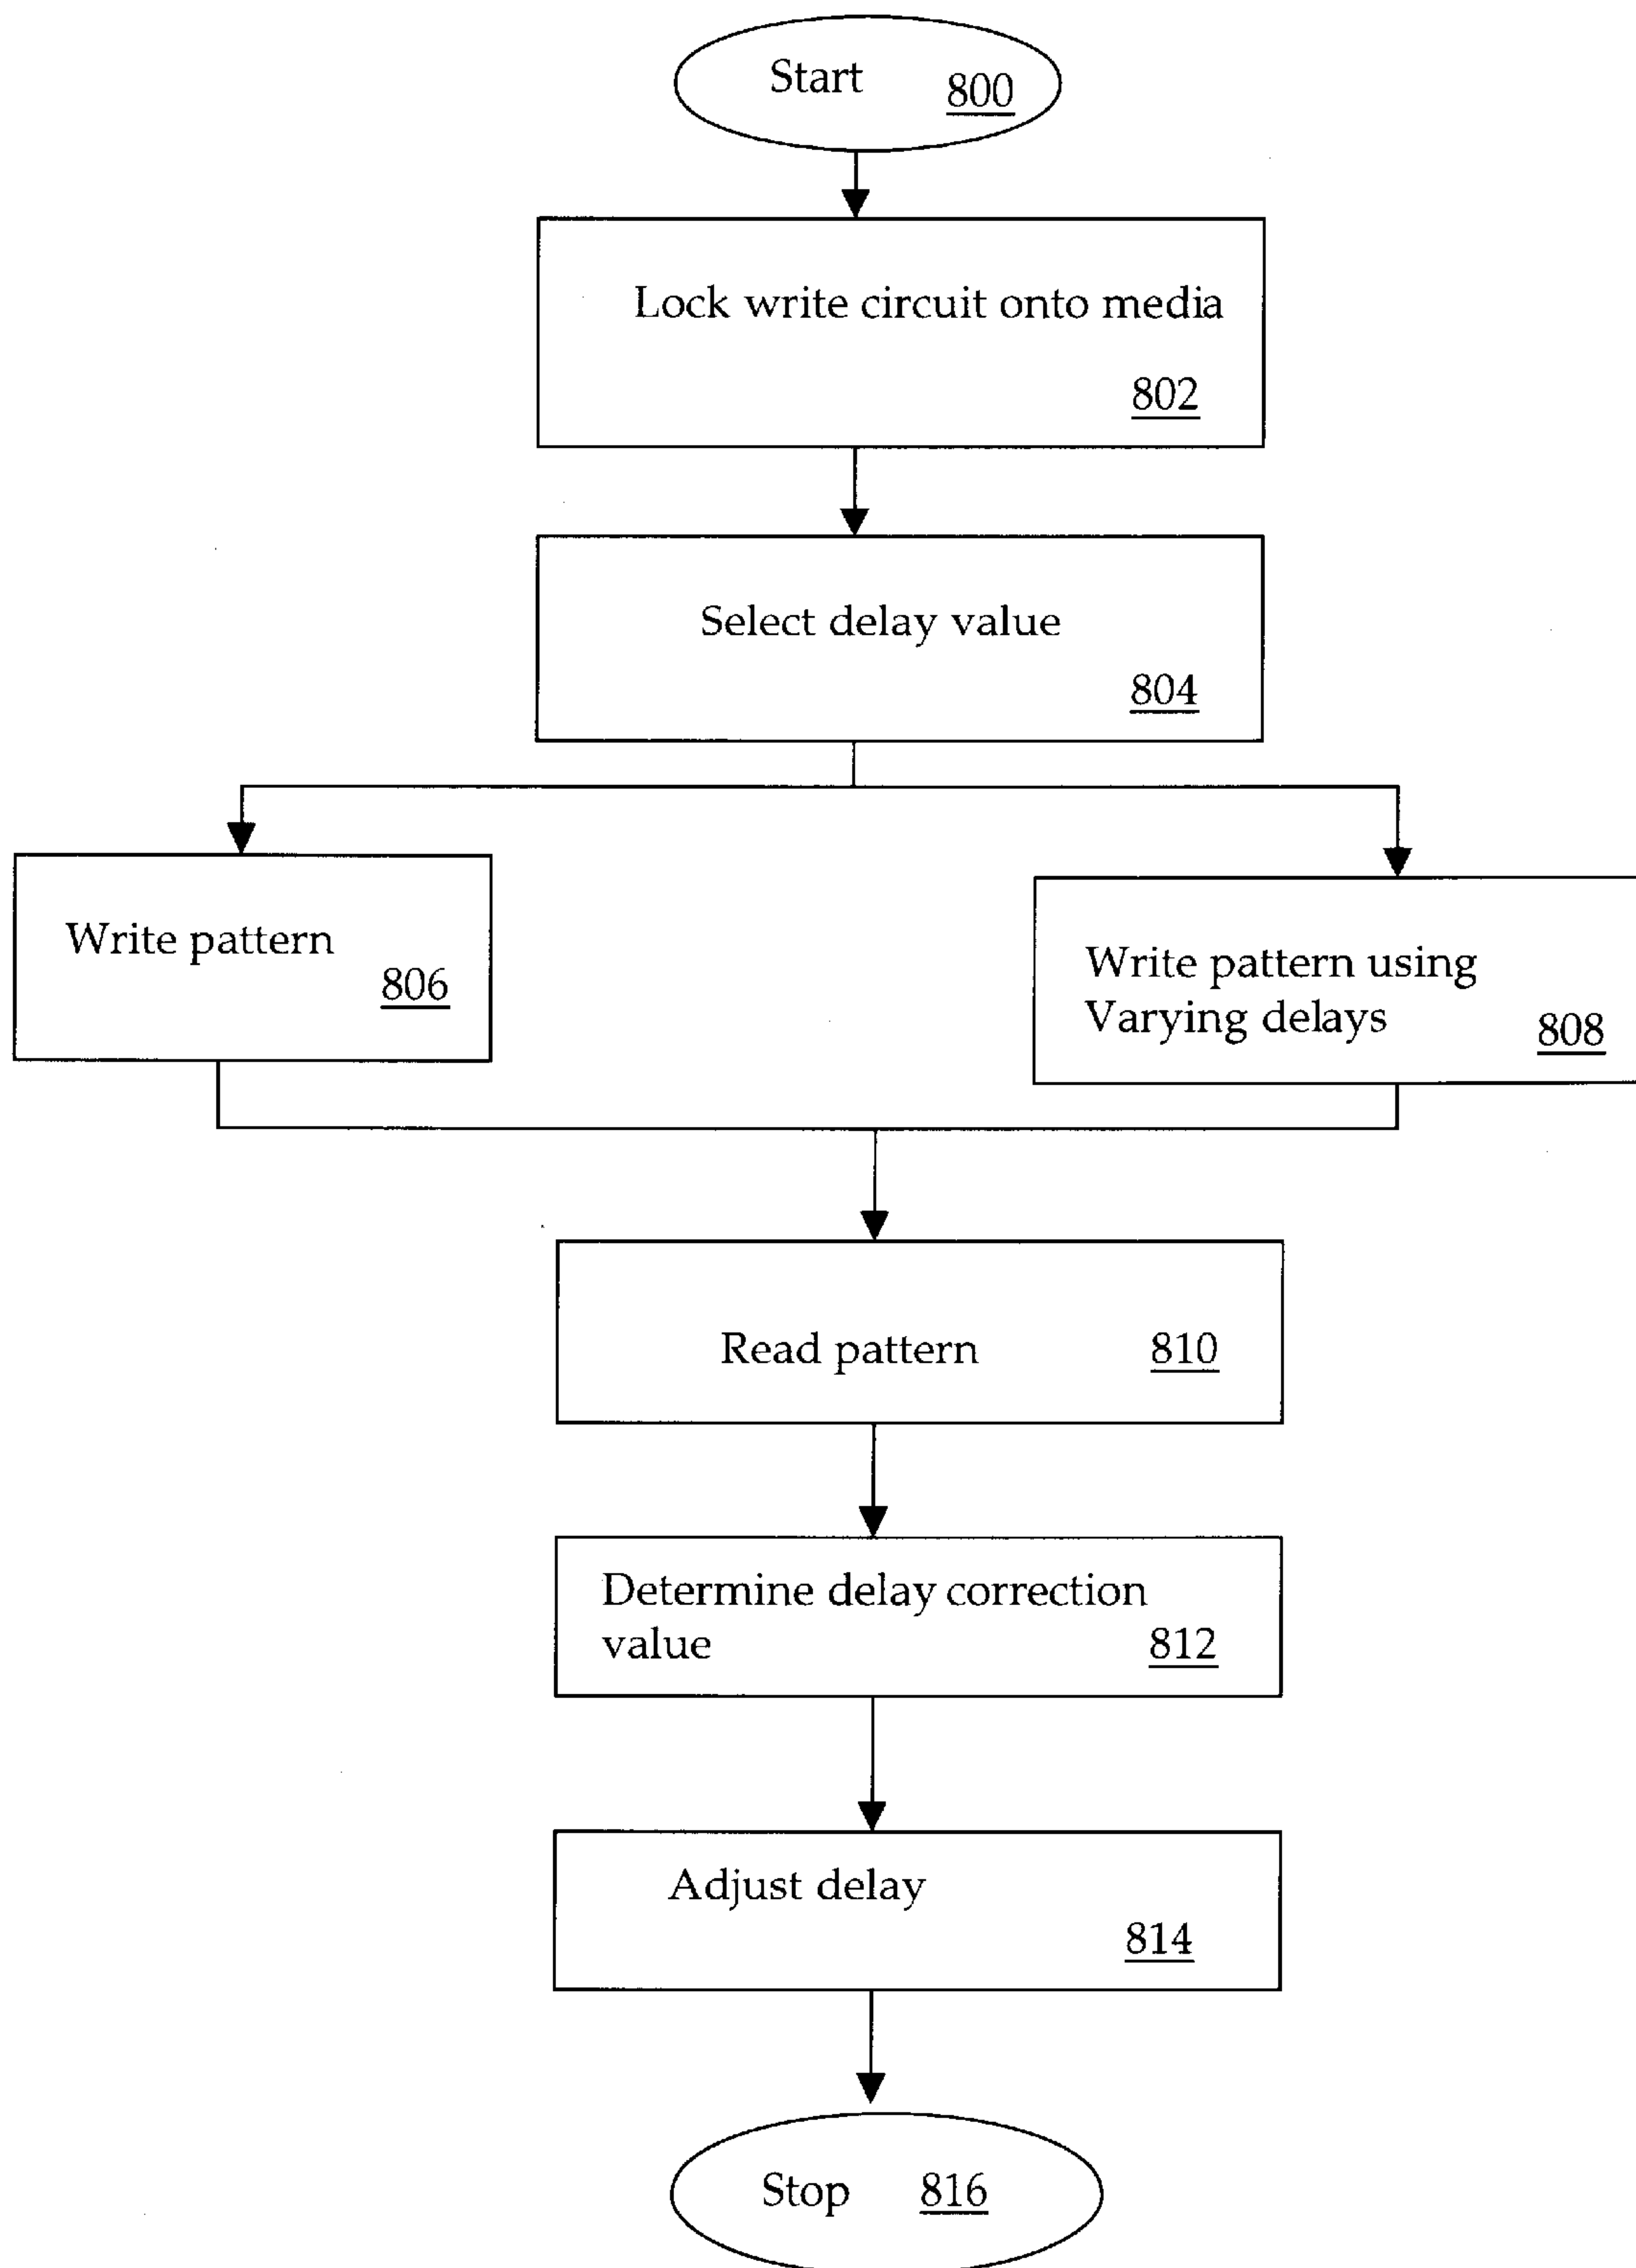 Start 800
Lock write circuit onto media
802
Select delay value
804
Write pattern
806
Write pattern using
Varying delays 808
Read pattern 810
Determine delay correction
value 812
Adjust delay
814
Stop 816